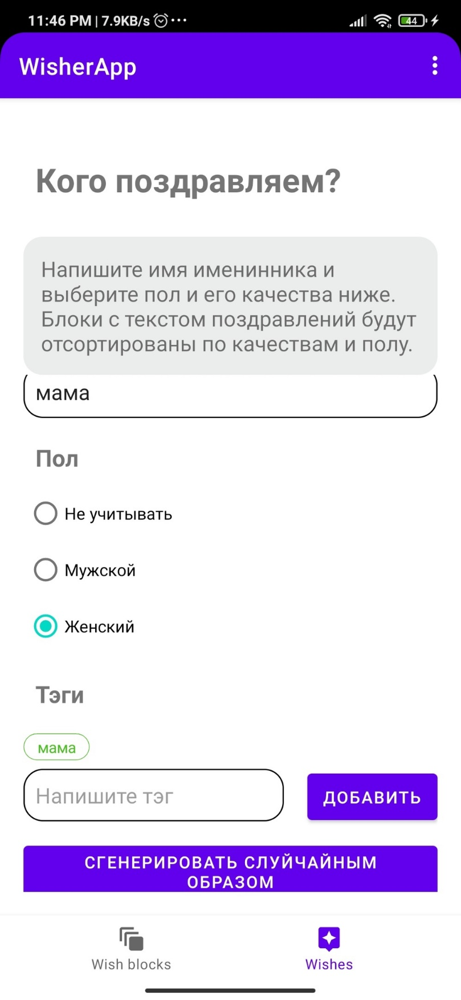 11:46 PM | 7.9KB/s ...
44
WisherApp
Кого поздравляем?
Напишите имя именинника и
выберите пол и его качества ниже.
Блоки с текстом поздравлений будут
отсортированы по качествам и полу.
мама
Пол
Не учитывать
Мужской
Женский
Тэги
мама
Напишите тэг
ДОБАВИТЬ
СГЕНЕРИРОВАТЬ СЛУЙЧАЙНЫМ
ОБРАЗОМ
Wish blocks
Wishes